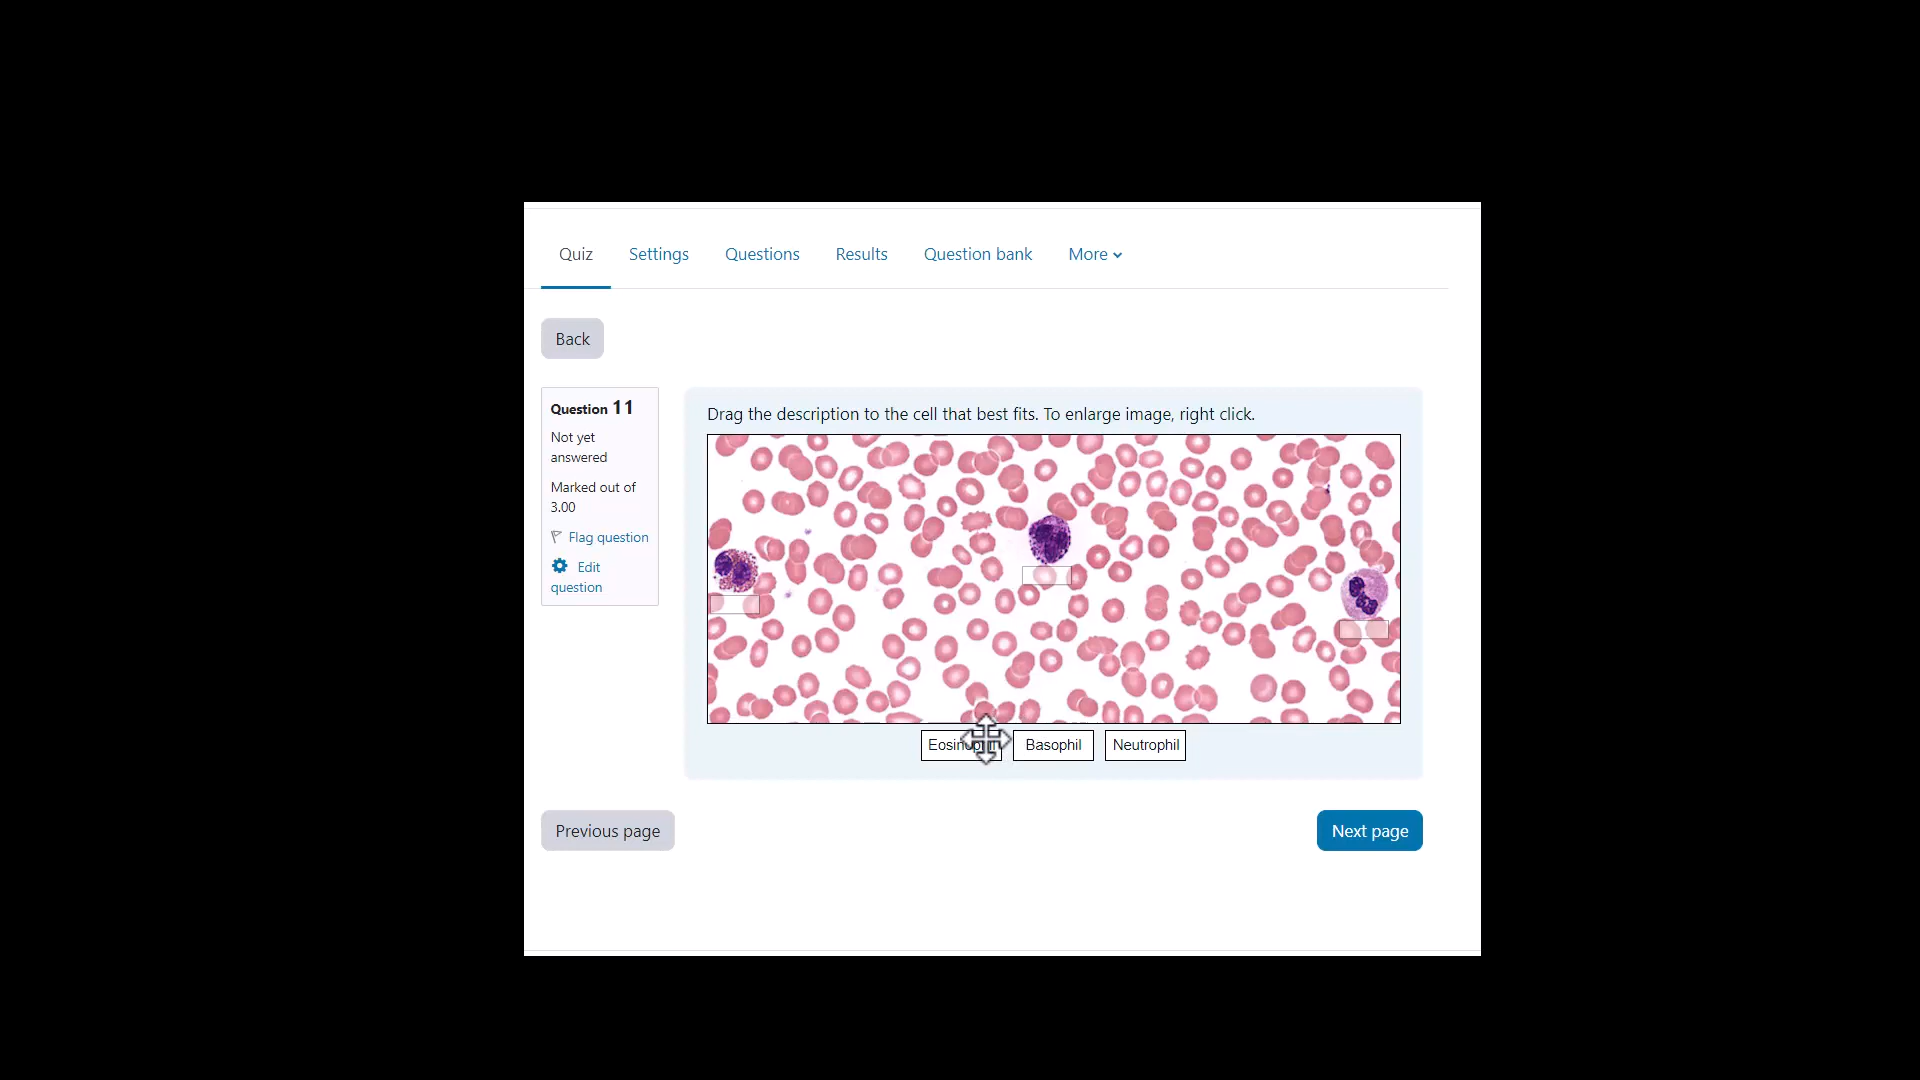 Quiz Settings Questions Results Question bank More
Back
Question 11
Not yet
answered
Marked out of
3.00
Flag question
Edit
question
Drag the description to the cell that best fits. To enlarge image, right click.
Eosinophil Basophil Neutrophil
Previous page Next page